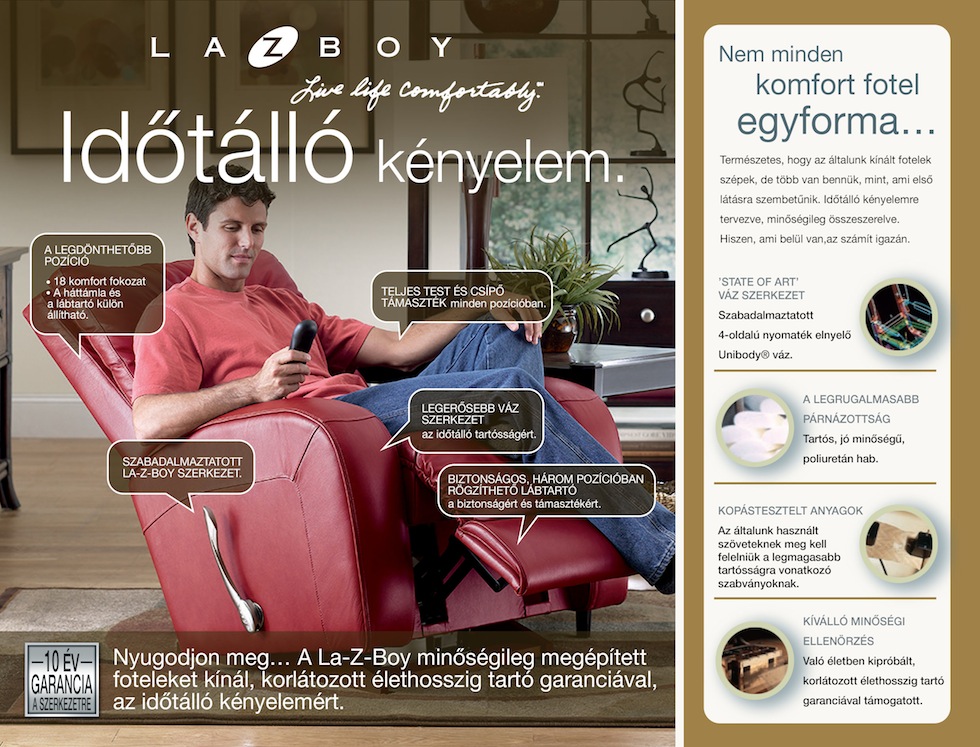 LA Z BOY
Live life comfortably.™
Időtálló kényelem.
A LEGDÖNTHETŐBB
POZÍCIÓ
• 18 komfort fokozat
• A háttámla és
a lábtartó külön
állítható.
TELJES TEST ÉS CSÍPŐ
TÁMASZTÉK minden pozícióban.
LEGERŐSEBB VÁZ
SZERKEZET
az időtálló tartósságért.
SZABADALMAZTATOTT
LA-Z-BOY SZERKEZET.
BIZTONSÁGOS, HÁROM POZÍCIÓBAN
RÖGZÍTHETŐ LÁBTARTÓ
a biztonságért és támasztékért.
10 ÉV
GARANCIA
A SZERKEZETRE
Nyugodjon meg... A La-Z-Boy minőségileg megépített
foteleket kínál, korlátozott élethosszig tartó garanciával,
az időtálló kényelemért.
Nem minden
komfort fotel
egyforma...
Természetes, hogy az általunk kínált fotelek
szépek, de több van bennük, mint, ami első
látásra szembetűnik. Időtálló kényelemre
tervezve, minőségileg összeszerelve.
Hiszen, ami belül van,az számít igazán.
'STATE OF ART'
VÁZ SZERKEZET
Szabadalmaztatott
4-oldalú nyomaték elnyelő
Unibody® váz.
A LEGRUGALMASABB
PÁRNÁZOTTSÁG
Tartós, jó minőségű,
poliuretán hab.
KOPÁSTESZTELT ANYAGOK
Az általunk használt
szöveteknek meg kell
felelniük a legmagasabb
tartósságra vonatkozó
szabványoknak.
KÍVÁLLÓ MINŐSÉGI
ELLENŐRZÉS
Való életben kipróbált,
korlátozott élethosszig tartó
garanciával támogatott.